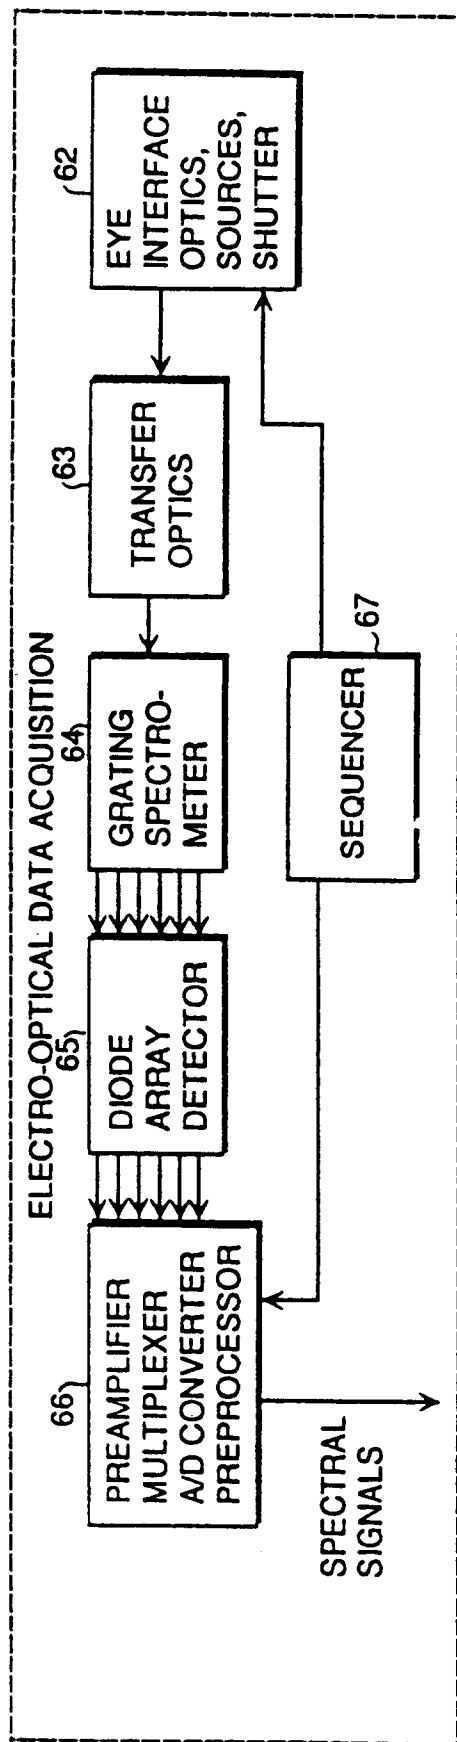 ELECTRO-OPTICAL DATA ACQUISITION
66
PREAMPLIFIER
MULTIPLEXER
A/D CONVERTER
PREPROCESSOR
65
DIODE
ARRAY
DETECTOR
64
GRATING
SPECTRO-
METER
63
TRANSFER
OPTICS
62
EYE
INTERFACE
OPTICS,
SOURCES,
SHUTTER
67
SEQUENCER
SPECTRAL
SIGNALS